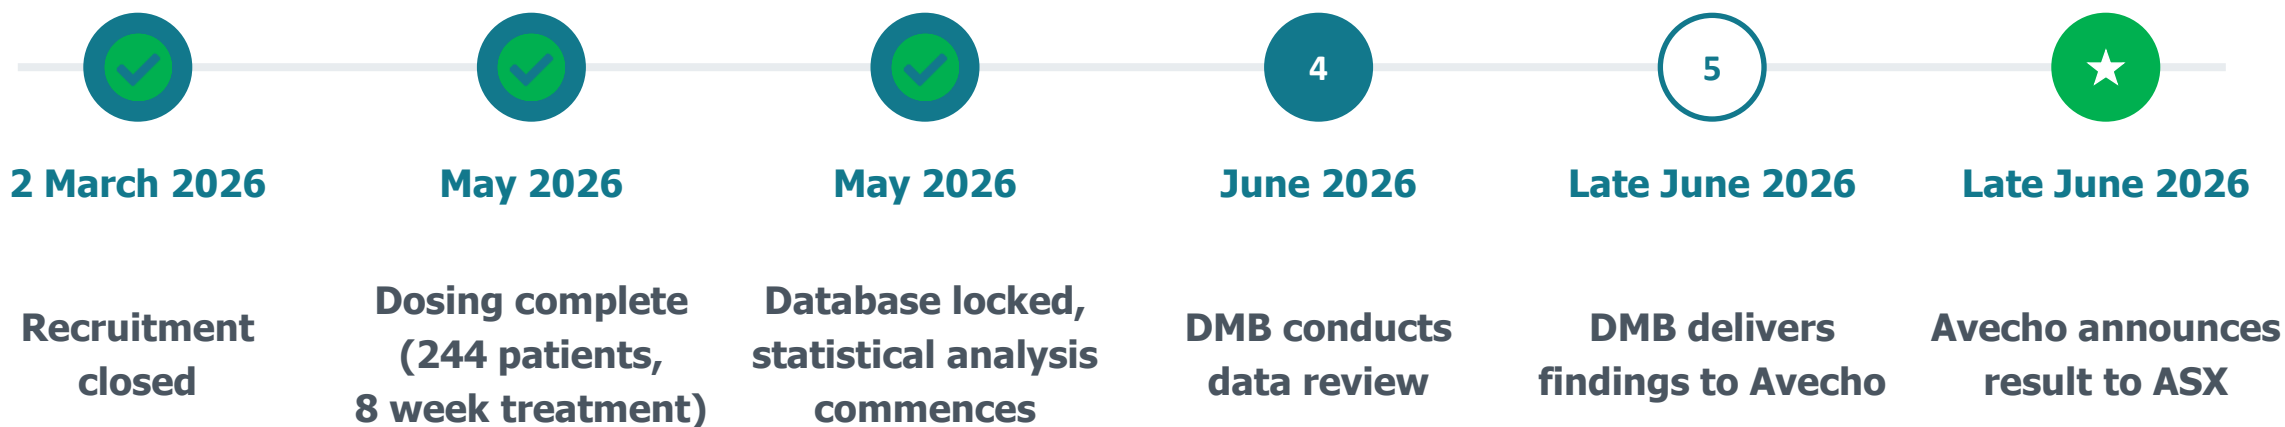 4
5
2 March 2026
May 2026
May 2026
June 2026
Late June 2026
Late June 2026
Recruitment
closed
Dosing complete
(244 patients,
8 week treatment)
Database locked,
statistical analysis
commences
DMB conducts
data review
DMB delivers
findings to Avecho
Avecho announces
result to ASX